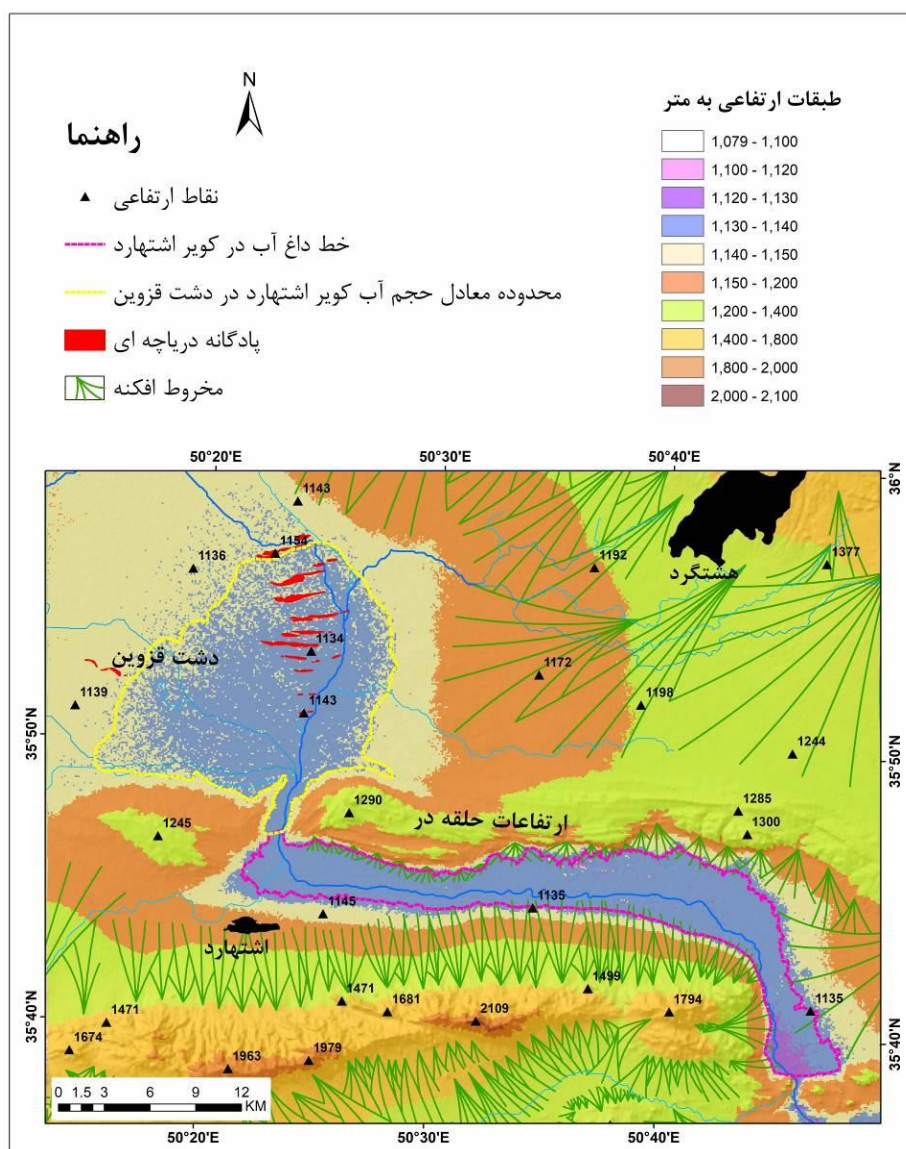 N
راهنما
نقاط ارتفاعی
خط داغ آب در کویر اشتهارد
محدوده معادل حجم آب کویر اشتهارد در دشت قزوین
پادگانه دریاچه ای
مخروط افکنه
طبقات ارتفاعی به متر
1,079 - 1,100
1,100 - 1,120
1,120 - 1,130
1,130 - 1,140
1,140 - 1,150
1,150 - 1,200
1,200 - 1,400
1,400 - 1,800
1,800 - 2,000
2,000 - 2,100
50°20'E 50°30'E 50°40'E
36°N
1143
1154
1136
1192
1377
هشتگرد
1134
دشت قزوین
1172
1139
1143
1198
35°50'N
35°50'N
1244
1290
1285
ارتفاعات حلقه در
1300
1245
1145
1135
اشتهارد
1471
1499
1681
1794
1135
1471
2109
35°40'N
35°40'N
1674
1979
1963
0 1.5 3 6 9 12
KM
50°20'E 50°30'E 50°40'E